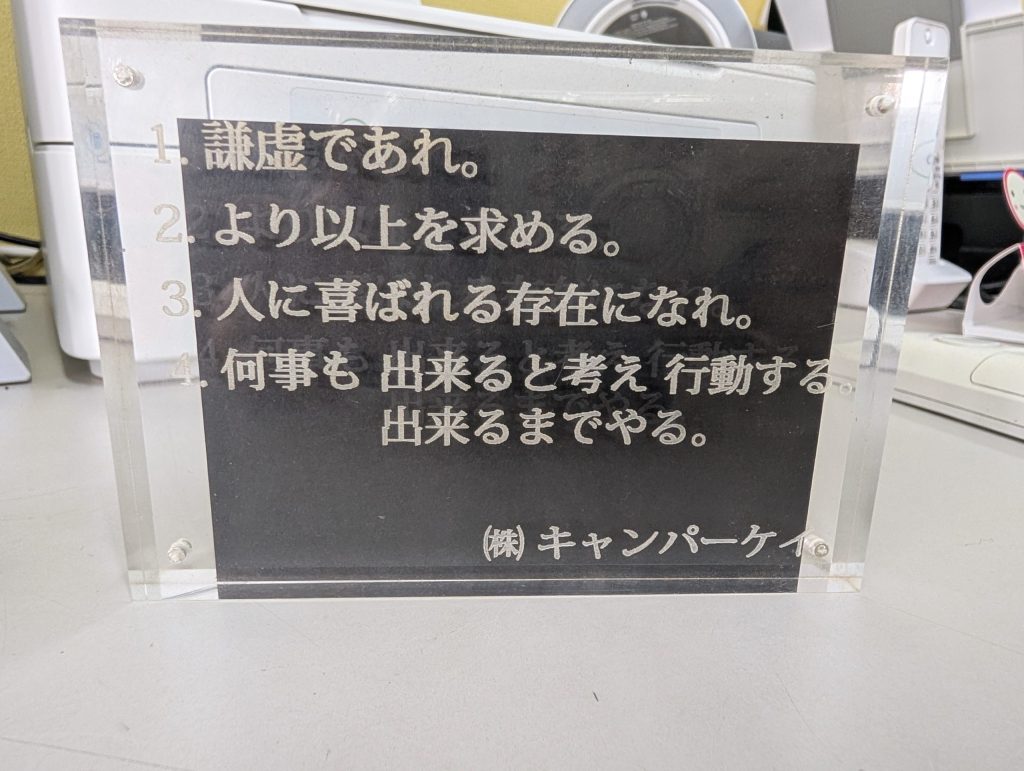 1. 謙虚であれ。
2. より以上を求める。
3. 人に喜ばれる存在になれ。
4. 何事も 出来ると考え 行動する。
出来るまでやる。
㈱ キャンパーケイ